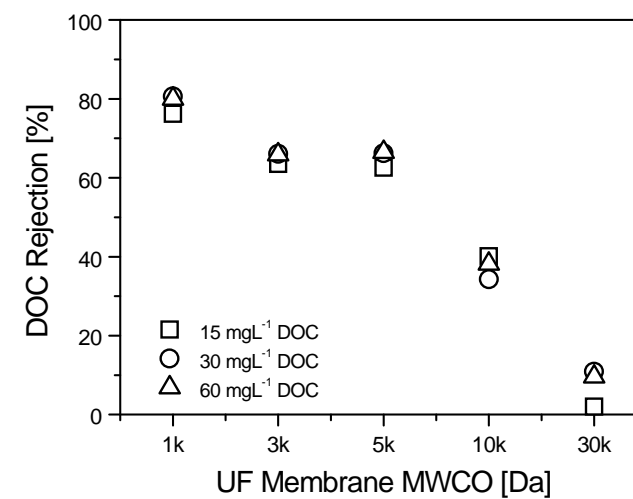 100
80
60
40
20
0
DOC Rejection [%]
15 mgL⁻¹ DOC
30 mgL⁻¹ DOC
60 mgL⁻¹ DOC
1k 3k 5k 10k 30k
UF Membrane MWCO [Da]